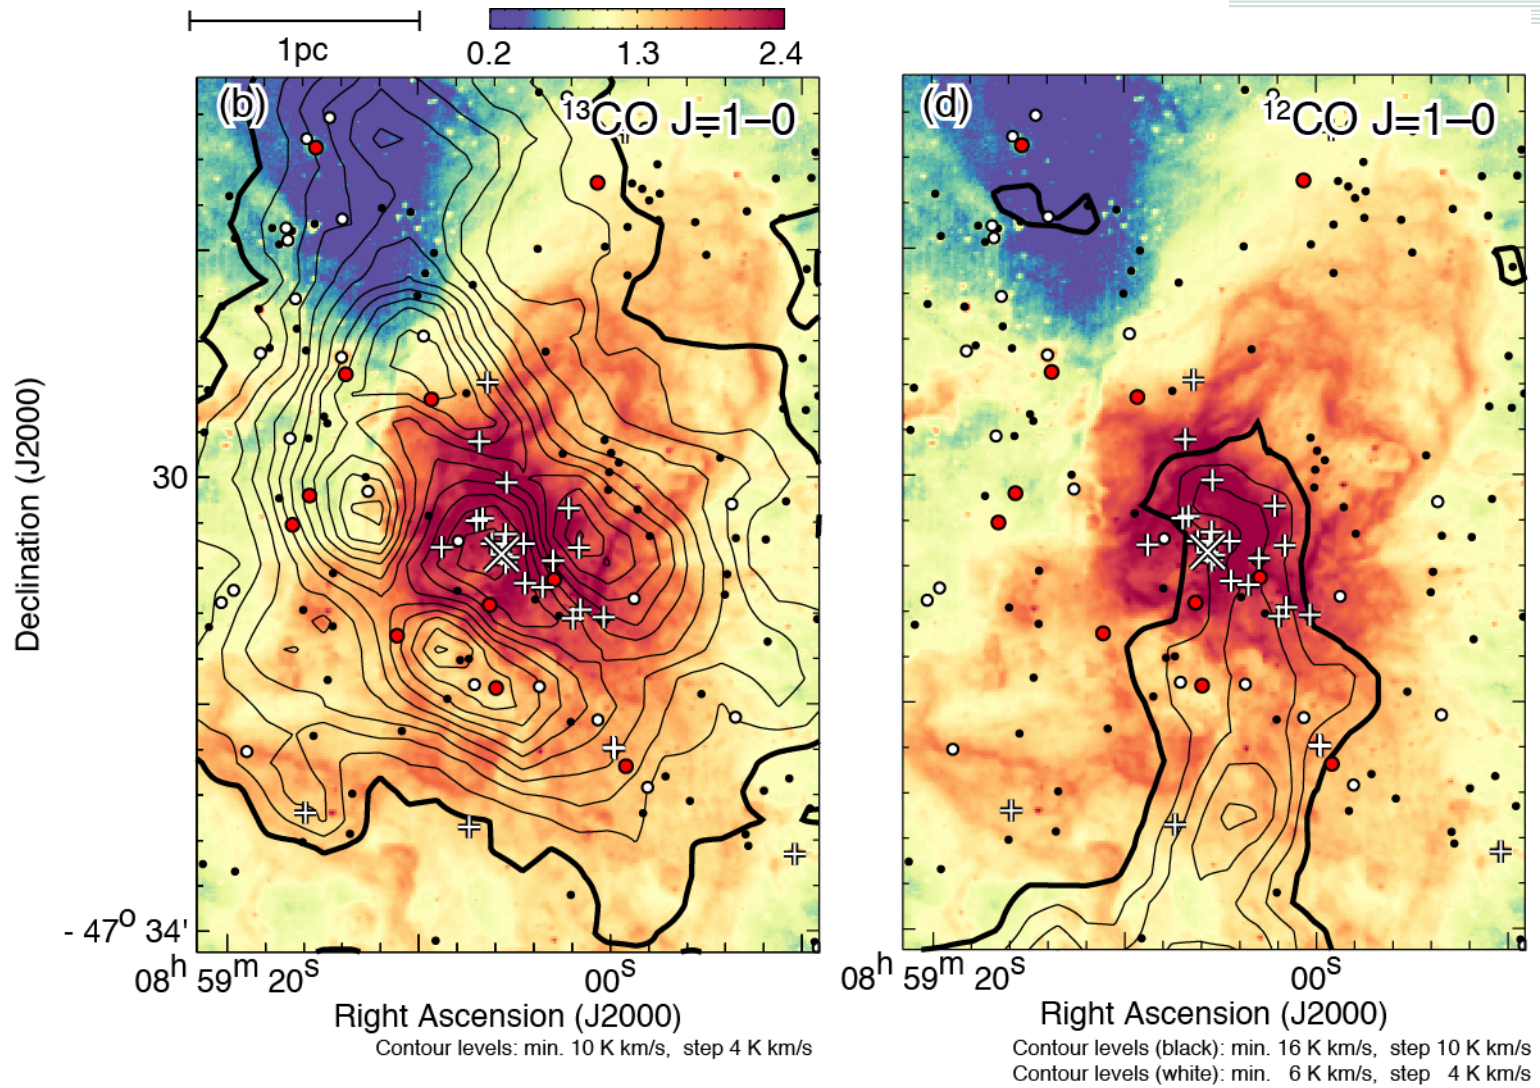 1pc
0.2 1.3 2.4
(b) ¹³CO J=1–0
(d) ¹²CO J=1–0
Declination (J2000)
30
- 47° 34'
08ʰ 59ᵐ 20ˢ 00ˢ
08ʰ 59ᵐ 20ˢ 00ˢ
Right Ascension (J2000)
Right Ascension (J2000)
Contour levels: min. 10 K km/s, step 4 K km/s
Contour levels (black): min. 16 K km/s, step 10 K km/s
Contour levels (white): min. 6 K km/s, step 4 K km/s